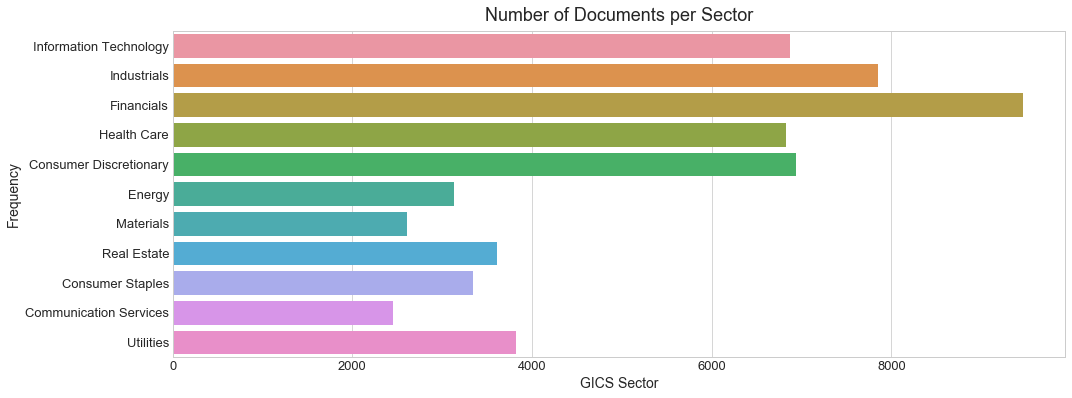 Number of Documents per Sector
Frequency
Information Technology
Industrials
Financials
Health Care
Consumer Discretionary
Energy
Materials
Real Estate
Consumer Staples
Communication Services
Utilities
0 2000 4000 6000 8000
GICS Sector